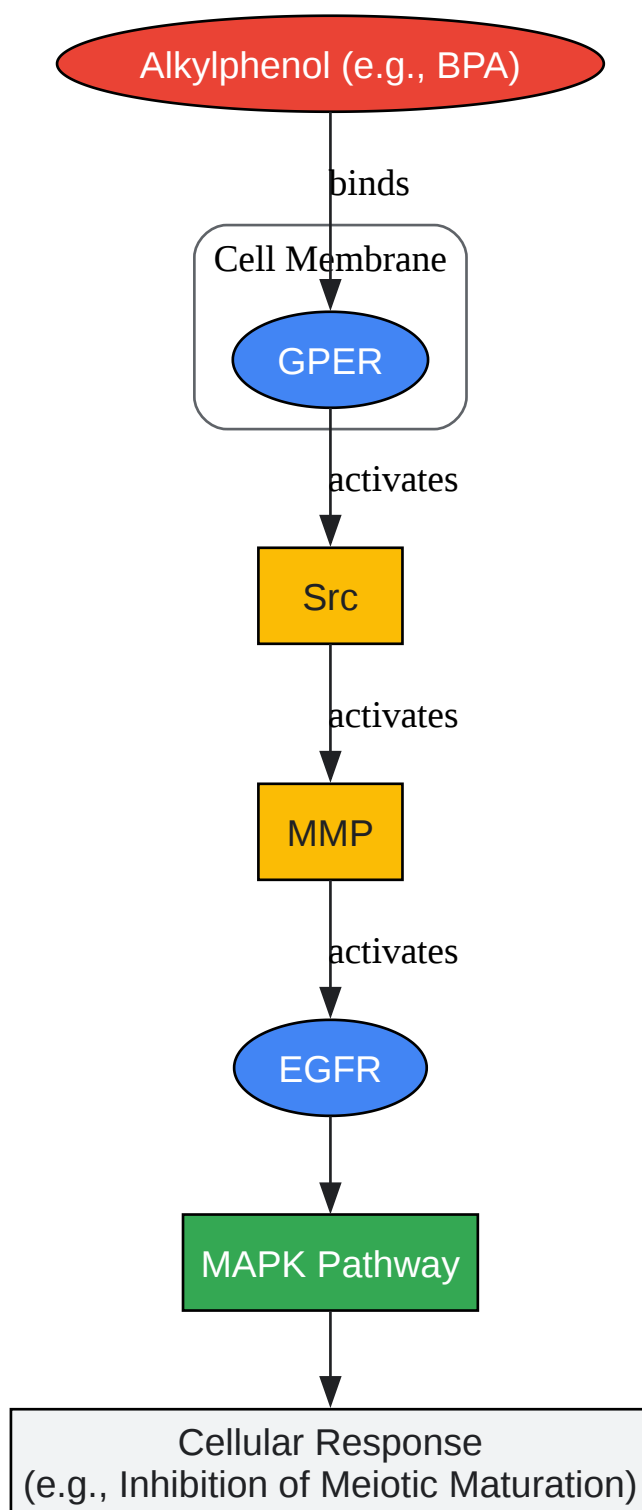 Alkylphenol (e.g., BPA)
binds
Cell Membrane
GPER
activates
Src
activates
MMP
activates
EGFR
MAPK Pathway
Cellular Response
(e.g., Inhibition of Meiotic Maturation)